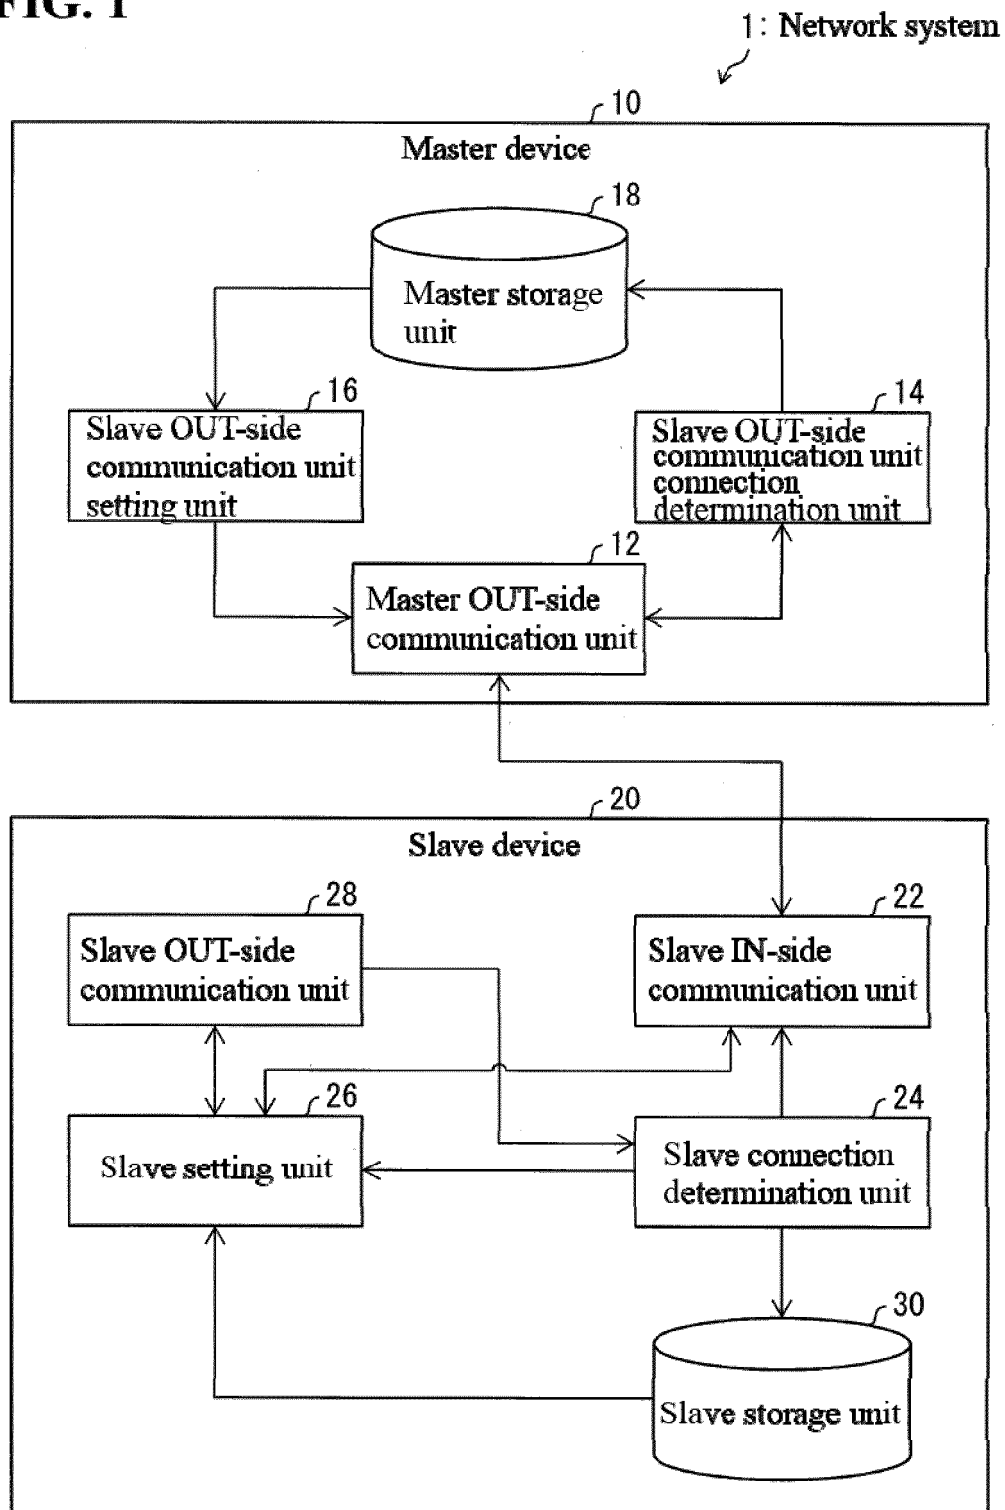 FIG. 1
1: Network system
10
Master device
18
Master storage
unit
16
Slave OUT-side
communication unit
setting unit
14
Slave OUT-side
communication unit
connection
determination unit
12
Master OUT-side
communication unit
20
Slave device
28
Slave OUT-side
communication unit
22
Slave IN-side
communication unit
26
Slave setting unit
24
Slave connection
determination unit
30
Slave storage unit